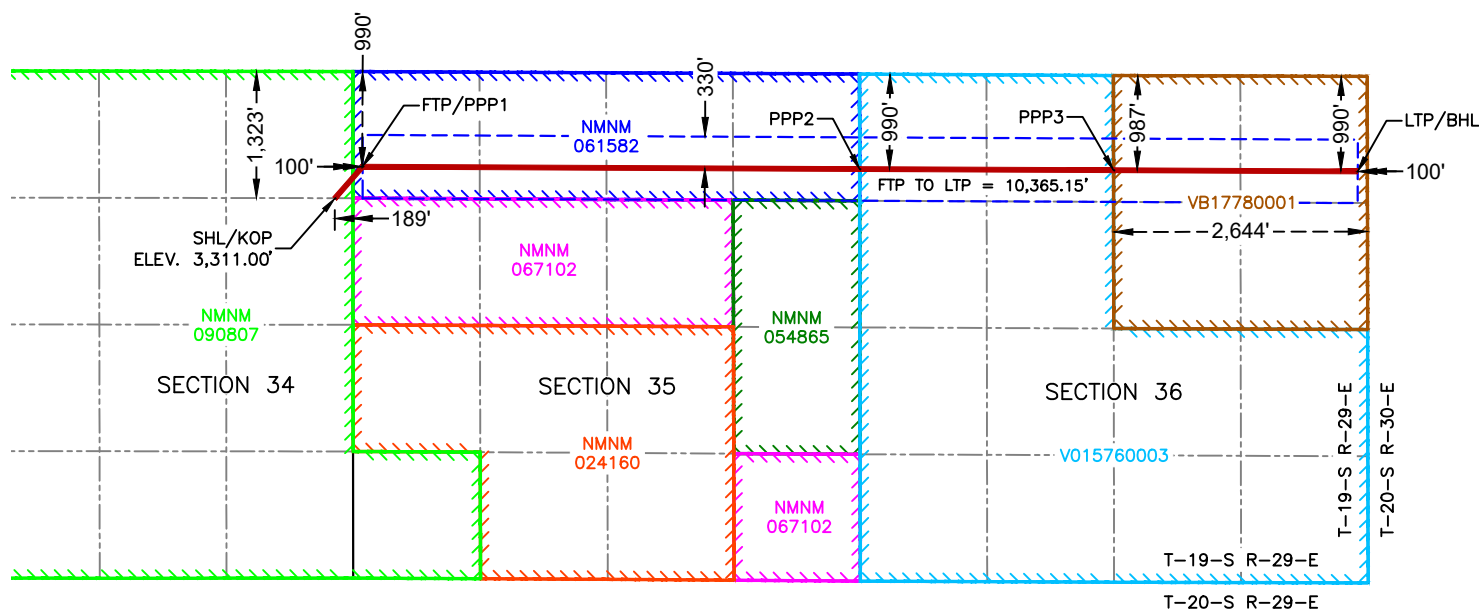 990'
1,323'
FTP/PPP1
100'
SHL/KOP
ELEV. 3,311.00'
189'
NMNM
061582
330'
PPP2
990'
PPP3
987'
990'
LTP/BHL
100'
FTP TO LTP = 10,365.15'
VB17780001
2,644'
NMNM
067102
NMNM
090807
NMNM
054865
SECTION 34
SECTION 35
SECTION 36
NMNM
024160
V015760003
NMNM
067102
T-19-S R-29-E
T-20-S R-30-E
T-19-S R-29-E
T-20-S R-29-E